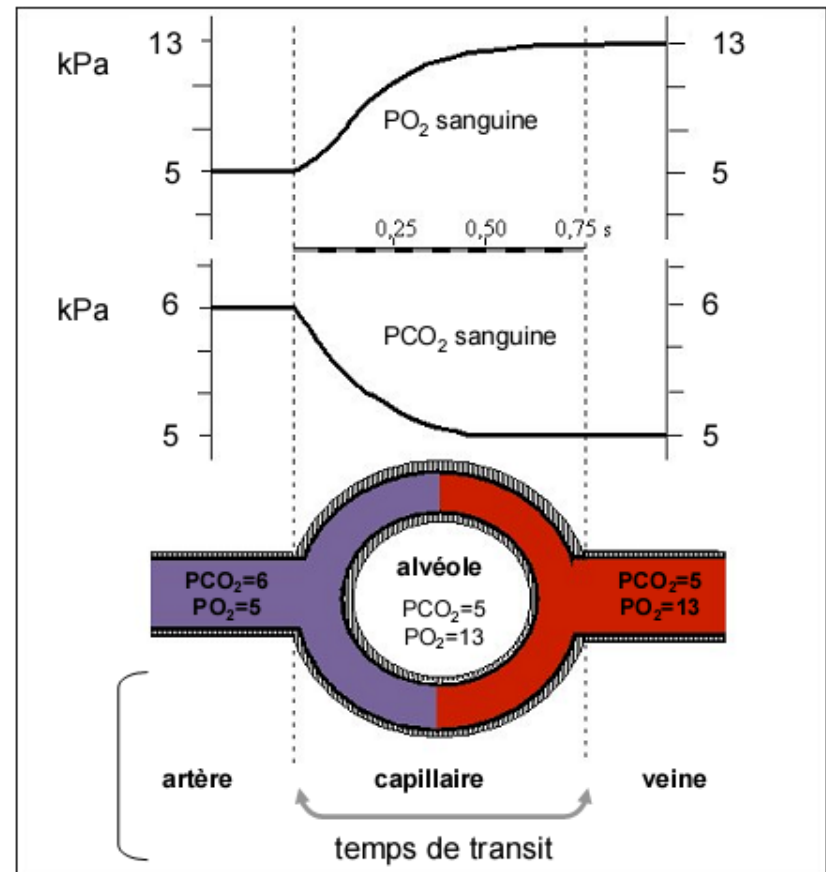 13 13
kPa
PO₂ sanguine
5 5
0,25 0,50 0,75 s
6 6
kPa
PCO₂ sanguine
5 5
alvéole
PCO₂=6 PCO₂=5 PCO₂=5
PO₂=5 PO₂=13 PO₂=13
artère capillaire veine
temps de transit